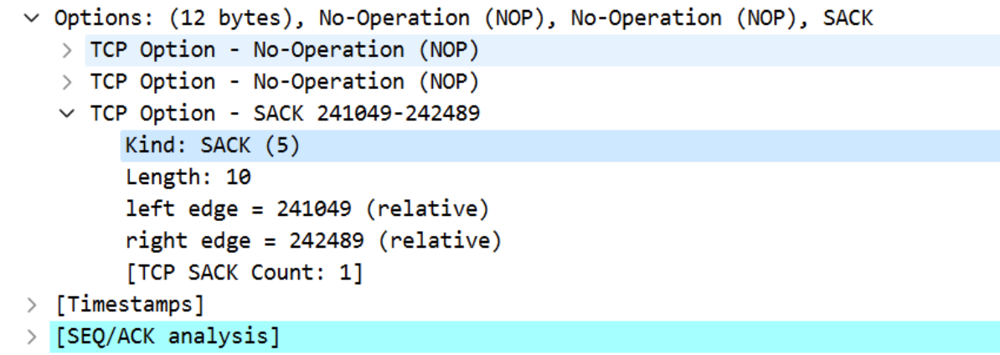 Options: (12 bytes), No-Operation (NOP), No-Operation (NOP), SACK
TCP Option - No-Operation (NOP)
TCP Option - No-Operation (NOP)
TCP Option - SACK 241049-242489
Kind: SACK (5)
Length: 10
left edge = 241049 (relative)
right edge = 242489 (relative)
[TCP SACK Count: 1]
[Timestamps]
[SEQ/ACK analysis]